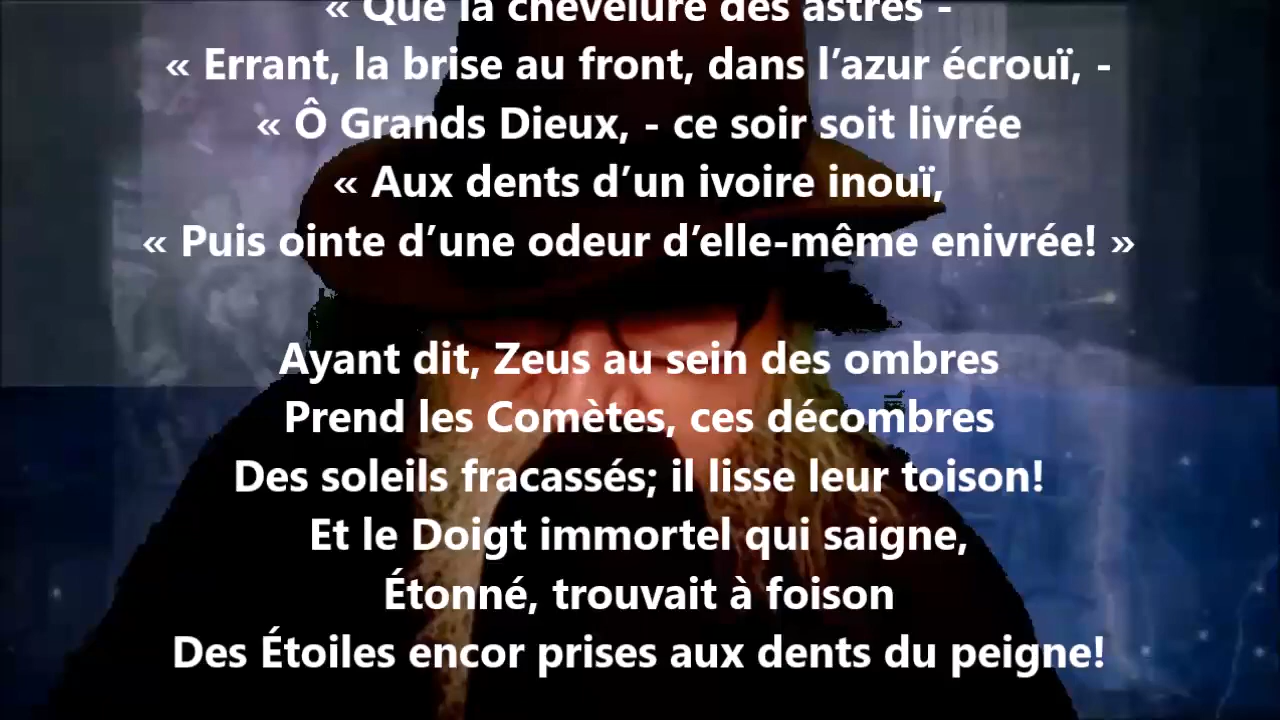 « Que la chevelure des astres -
« Errant, la brise au front, dans l’azur écrouï, -
« Ô Grands Dieux, - ce soir soit livrée
« Aux dents d’un ivoire inouï,
« Puis ointe d’une odeur d’elle-même enivrée! »
Ayant dit, Zeus au sein des ombres
Prend les Comètes, ces décombres
Des soleils fracassés; il lisse leur toison!
Et le Doigt immortel qui saigne,
Étonné, trouvait à foison
Des Étoiles encor prises aux dents du peigne!